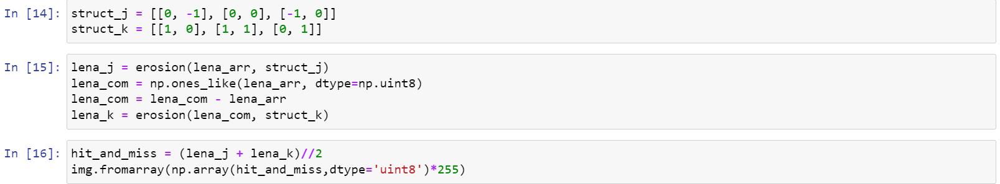 In [14]: struct_j = [[0, -1], [0, 0], [-1, 0]]
struct_k = [[1, 0], [1, 1], [0, 1]]
In [15]: lena_j = erosion(lena_arr, struct_j)
lena_com = np.ones_like(lena_arr, dtype=np.uint8)
lena_com = lena_com - lena_arr
lena_k = erosion(lena_com, struct_k)
In [16]: hit_and_miss = (lena_j + lena_k)//2
img.fromarray(np.array(hit_and_miss,dtype='uint8')*255)